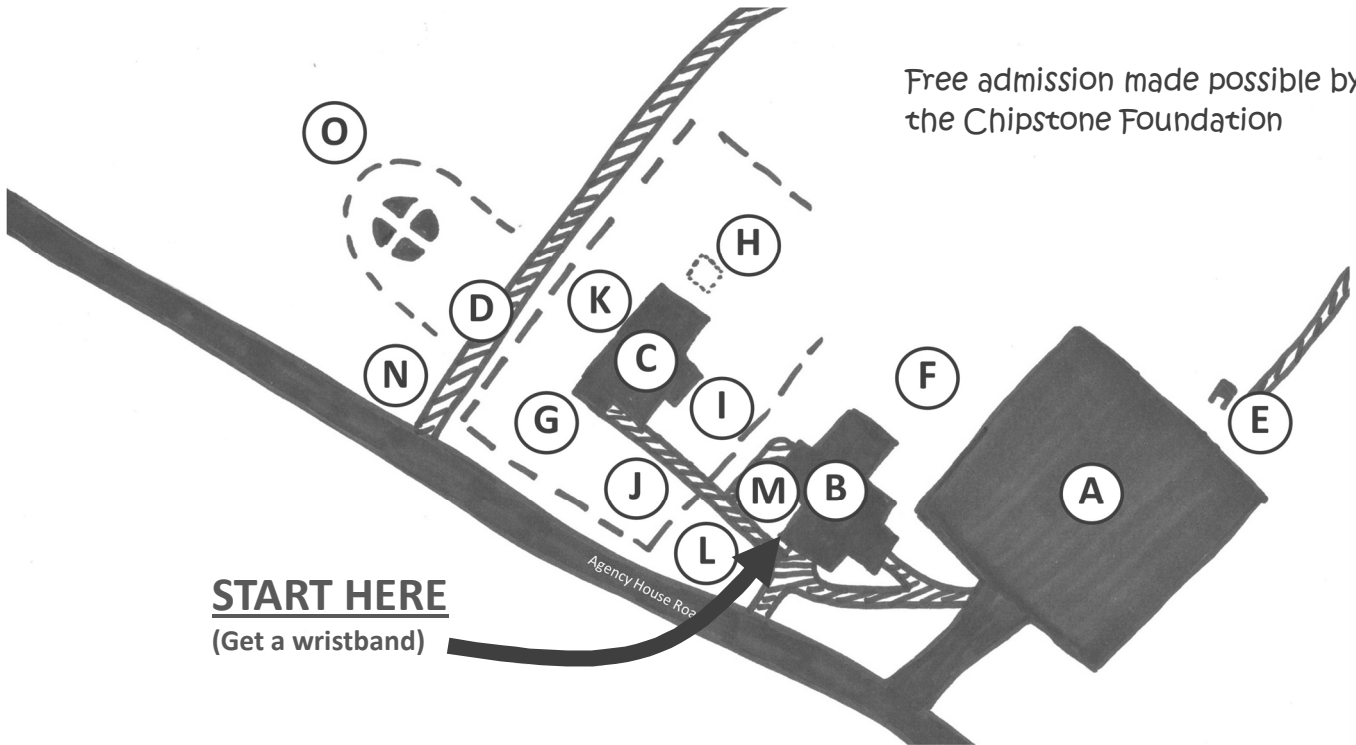 Free admission made possible by
the Chipstone Foundation
O
H
D
K
C
N
F
I
G
E
J
M
B
A
L
Agency House Roa
START HERE
(Get a wristband)